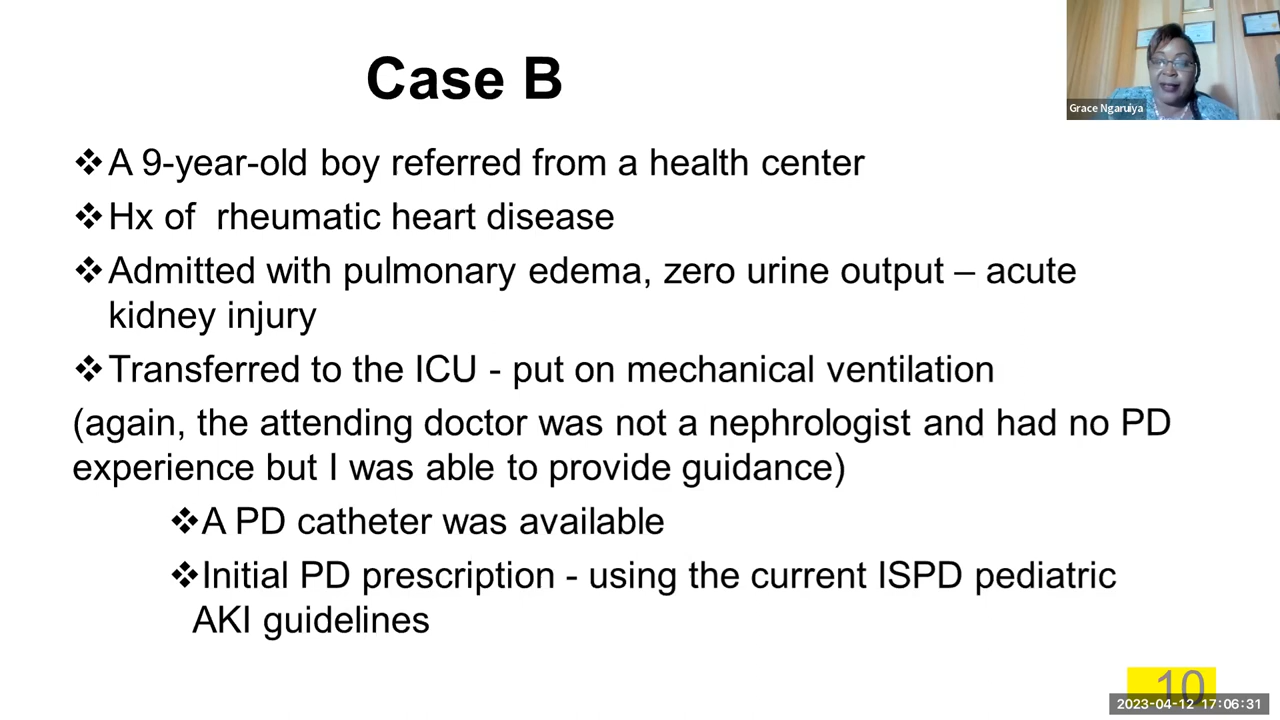 Case B
Grace Ngaruiya
❖A 9-year-old boy referred from a health center
❖Hx of rheumatic heart disease
❖Admitted with pulmonary edema, zero urine output – acute
kidney injury
❖Transferred to the ICU - put on mechanical ventilation
(again, the attending doctor was not a nephrologist and had no PD
experience but I was able to provide guidance)
❖A PD catheter was available
❖Initial PD prescription - using the current ISPD pediatric
AKI guidelines
10
2023-04-12 17:06:31